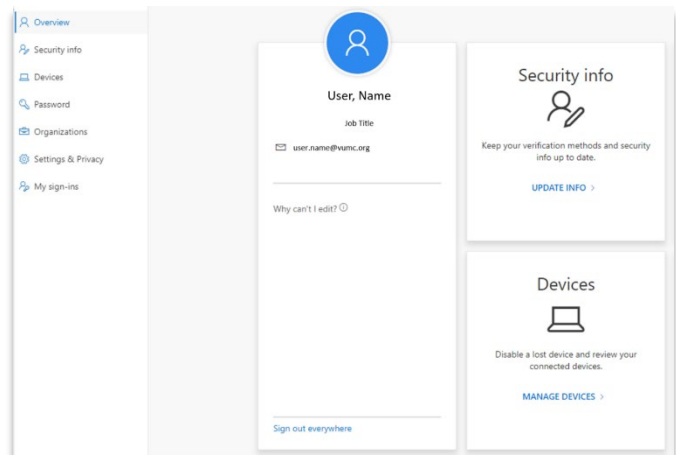 Overview
Security info
Devices
Password
Organizations
Settings & Privacy
My sign-ins
User, Name
Job Title
user.name@vumc.org
Why can't I edit?
Sign out everywhere
Security info
Keep your verification methods and security
info up to date.
UPDATE INFO >
Devices
Disable a lost device and review your
connected devices.
MANAGE DEVICES >